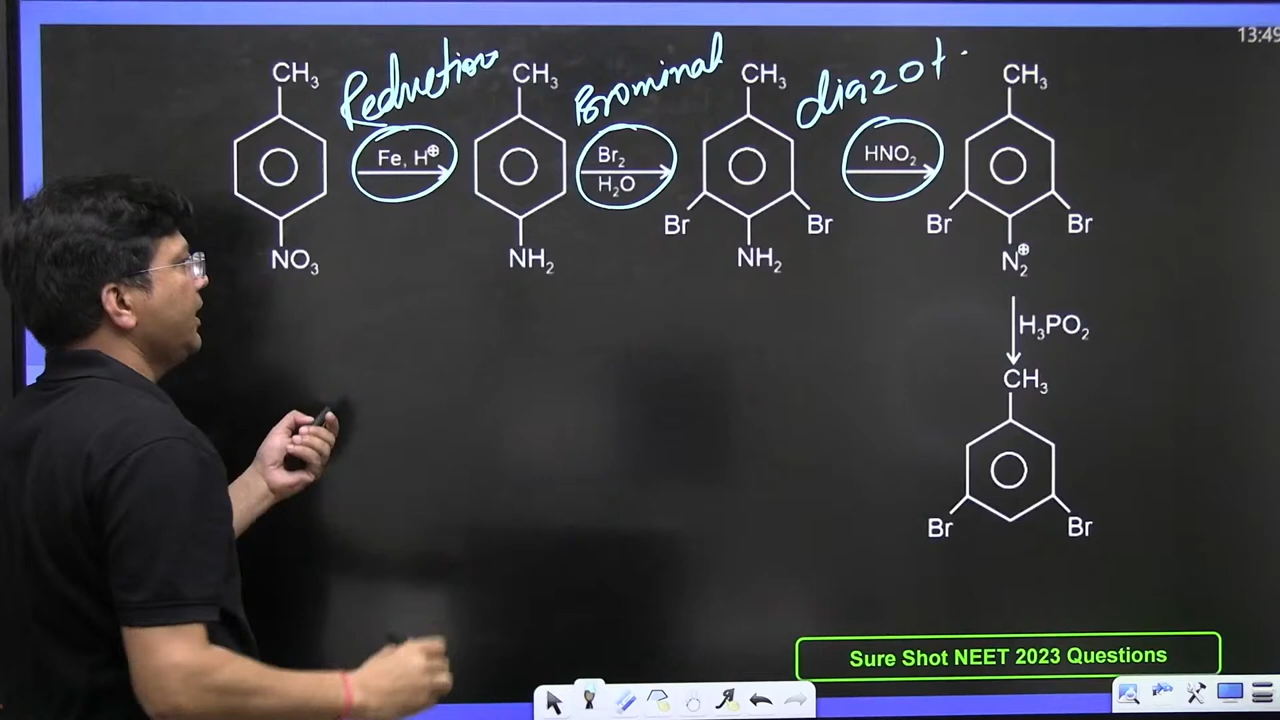 13:49
Reduction
Brominat
diazot.
CH3
CH3
CH3
CH3
Fe, H⊕
Br2
H2O
HNO2
Br
Br
Br
Br
NO3
NH2
NH2
N2⊕
H3PO2
CH3
Br
Br
Sure Shot NEET 2023 Questions